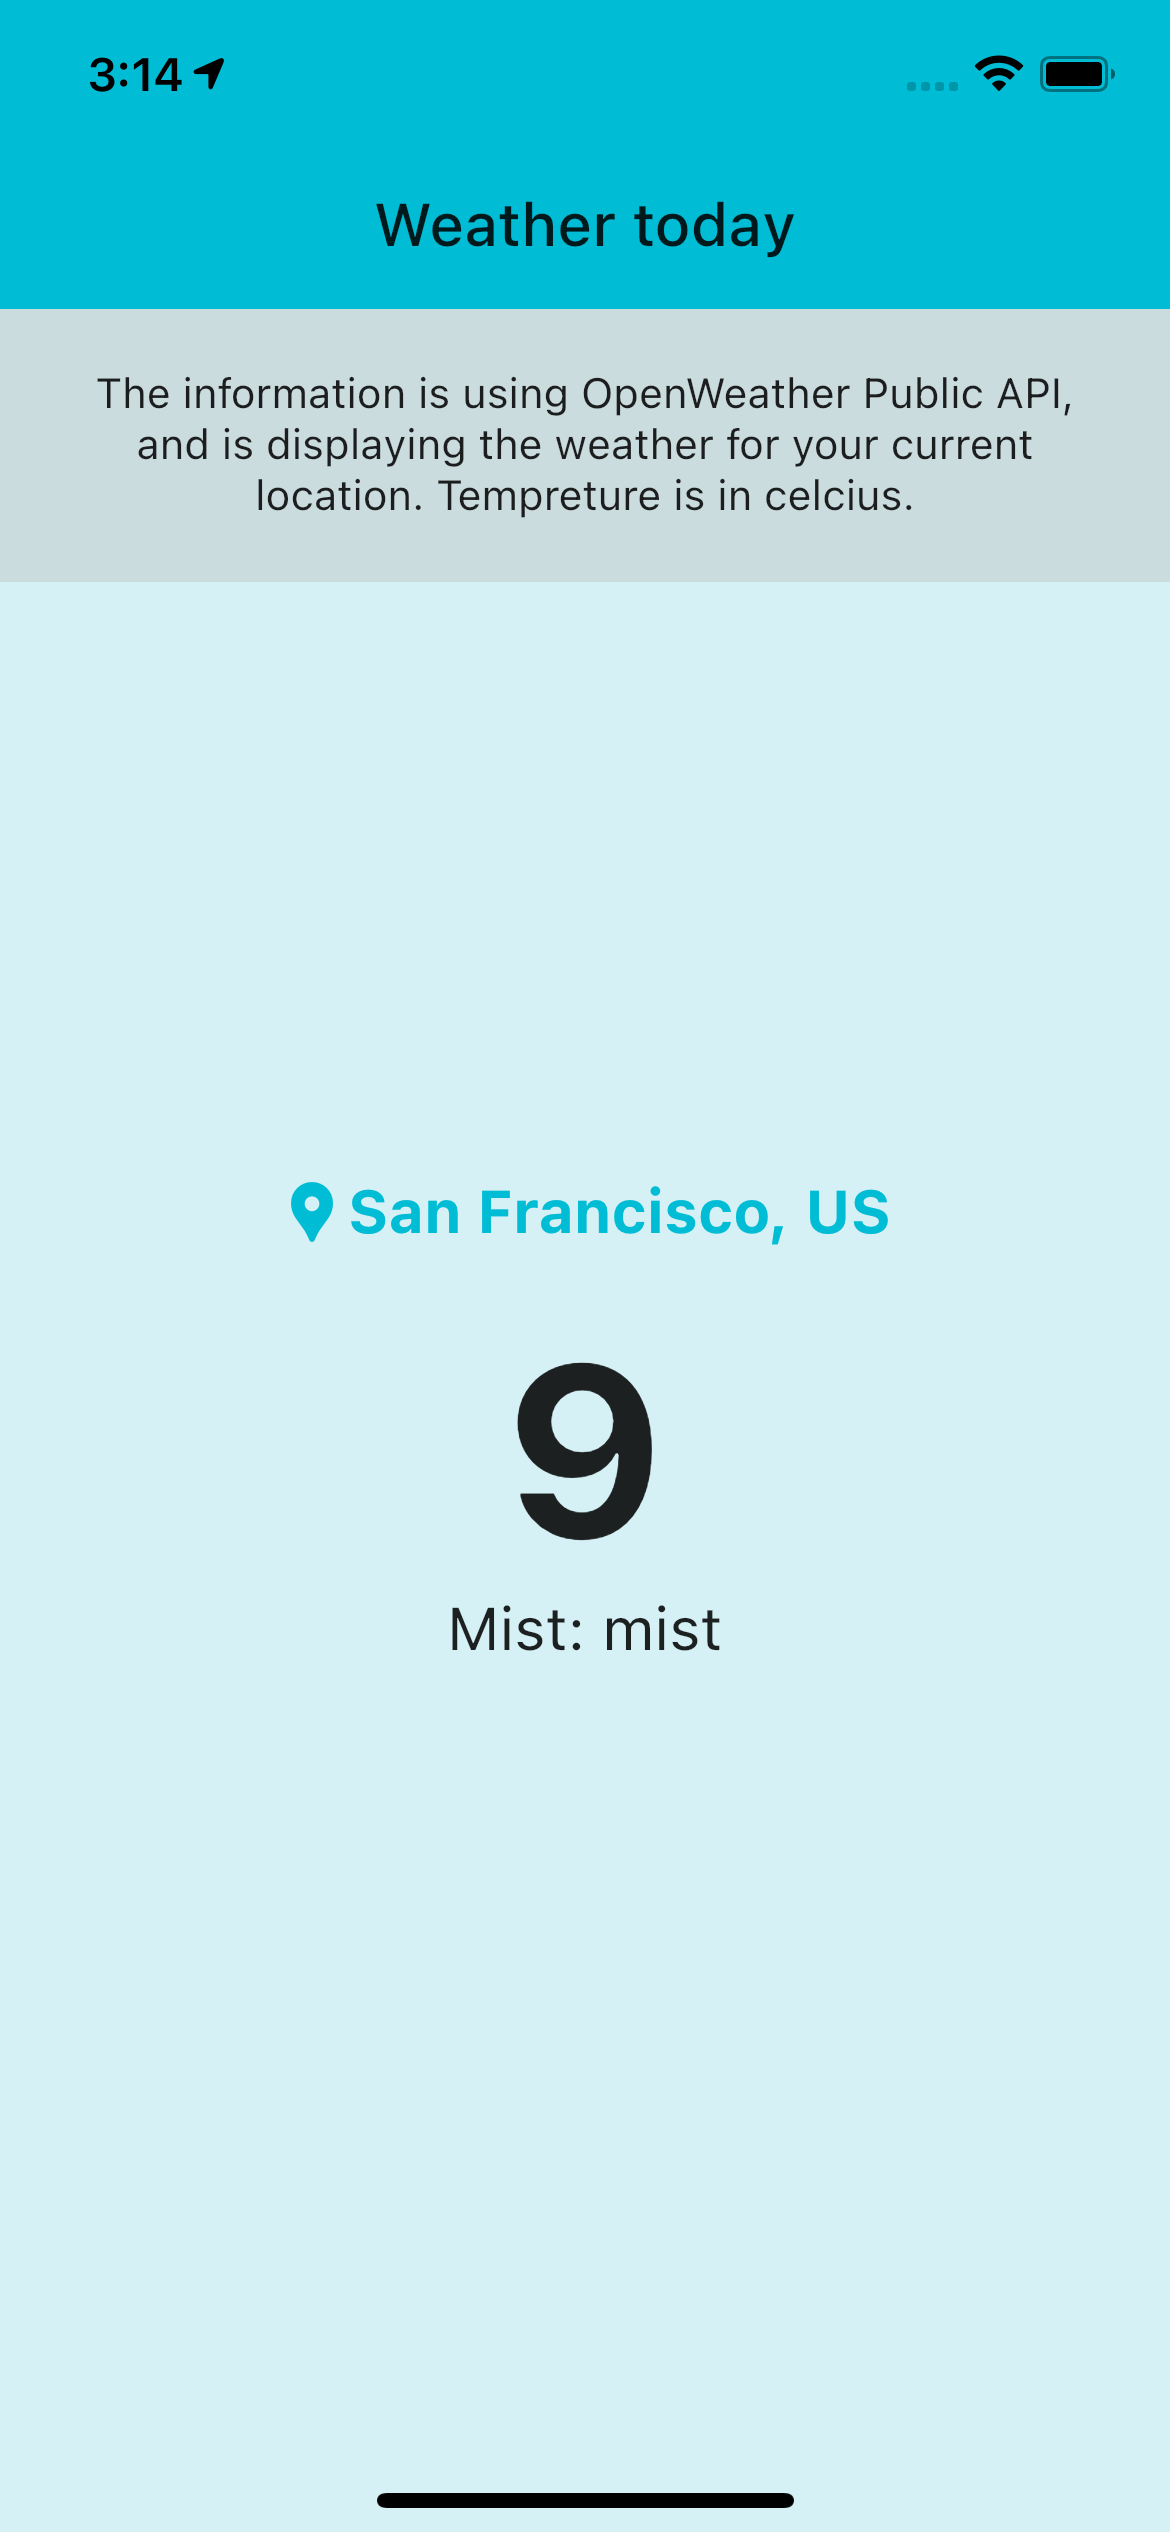 3:14
Weather today
The information is using OpenWeather Public API,
and is displaying the weather for your current
location. Tempreture is in celcius.
San Francisco, US
9
Mist: mist